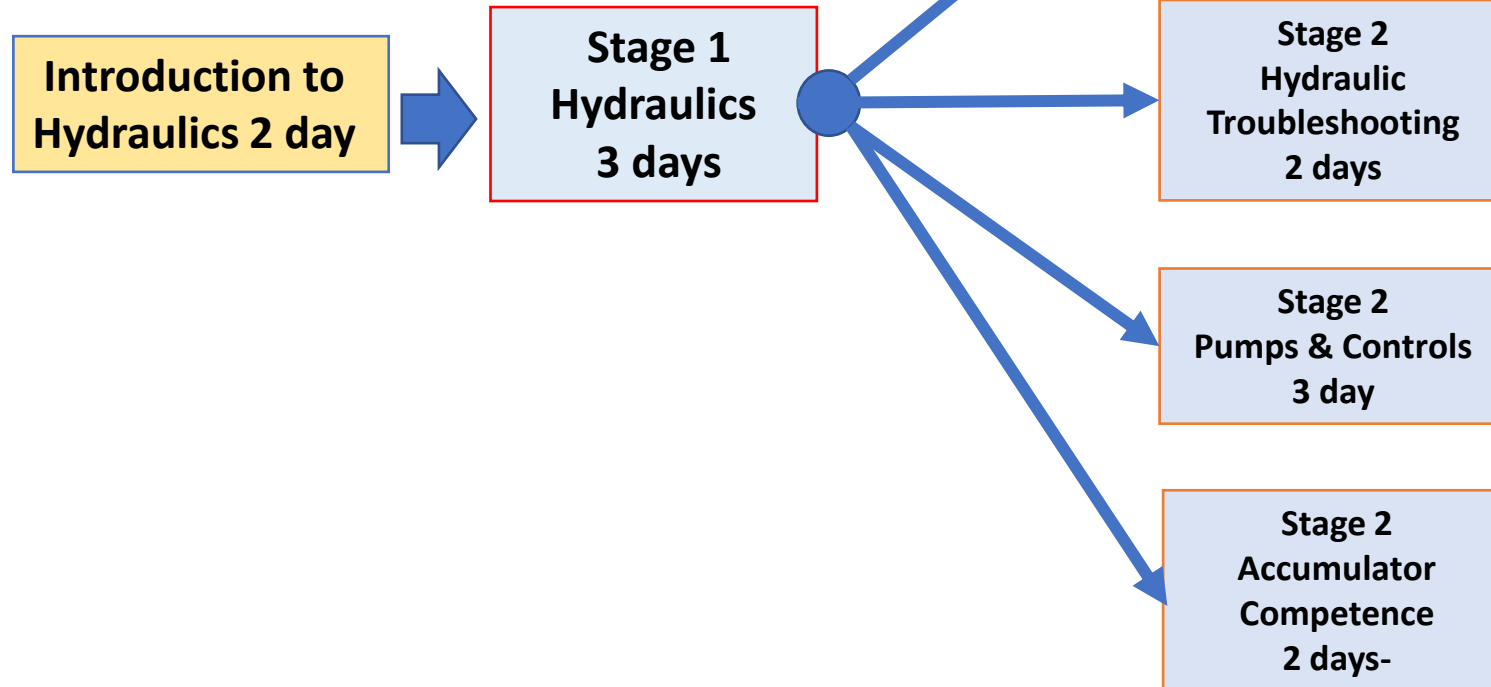 Introduction to
Hydraulics 2 day
Stage 1
Hydraulics
3 days
Stage 2
Hydraulic
Troubleshooting
2 days
Stage 2
Pumps & Controls
3 day
Stage 2
Accumulator
Competence
2 days-